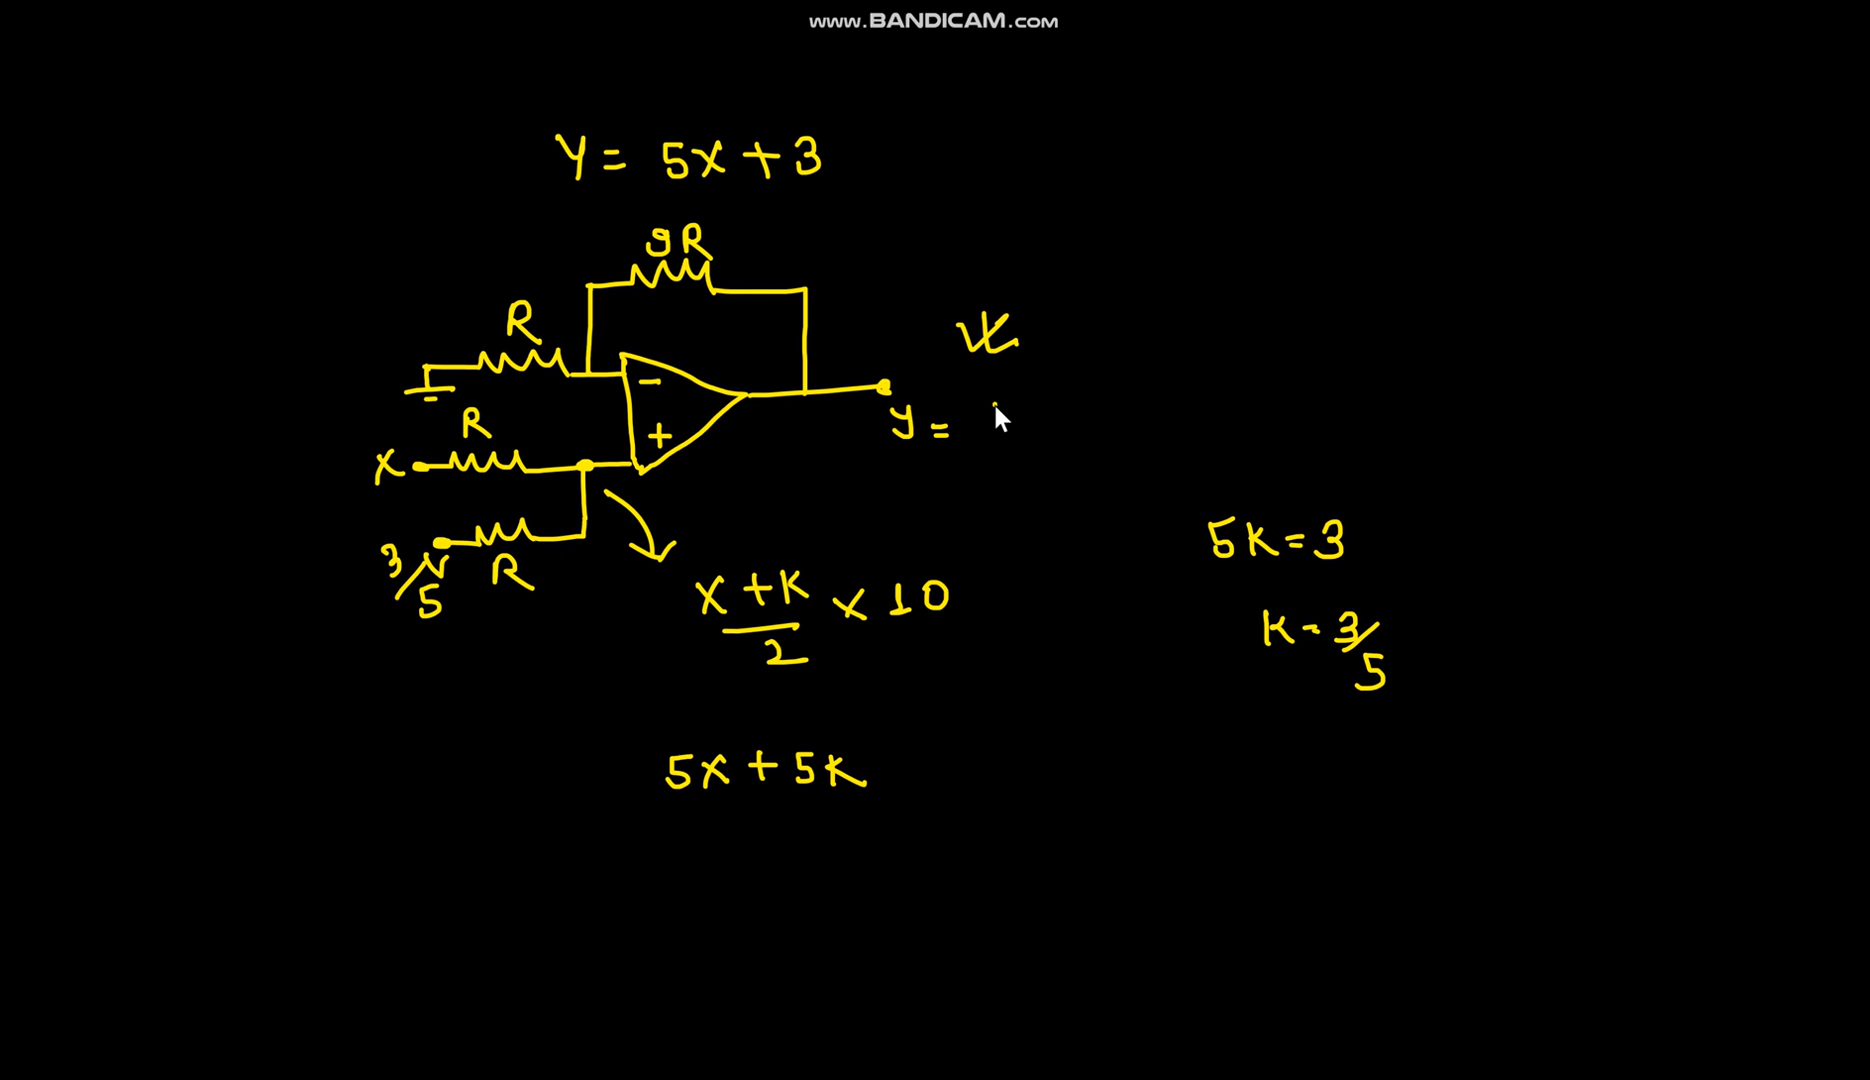 www.BANDICAM.com
Y = 5X + 3
9R
R
-
R
+
y =
X
3/5 V
R
5K = 3
X + K / 2 × 10
K = 3/5
5X + 5K